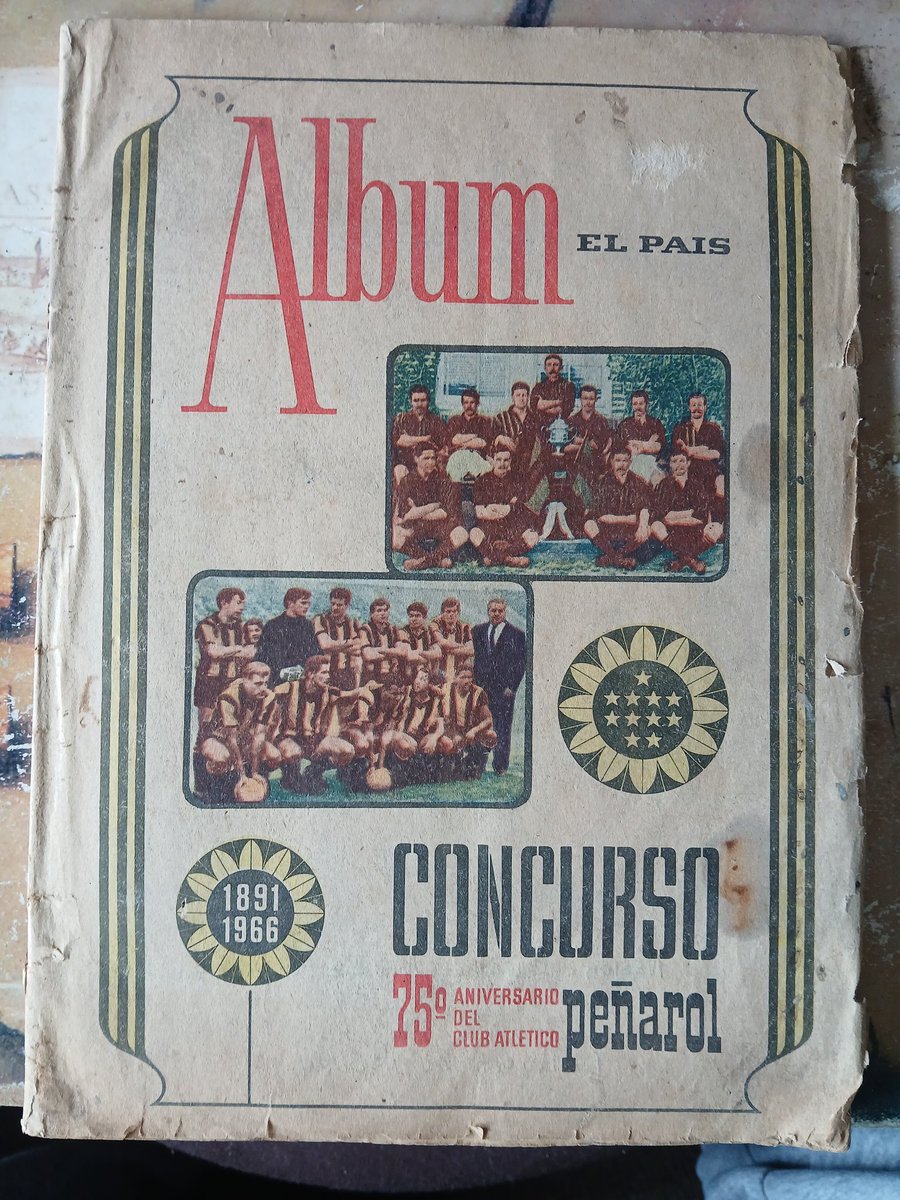 Album
EL PAIS
1891
1966
CONCURSO
75º ANIVERSARIO
DEL
CLUB ATLETICO
peñarol